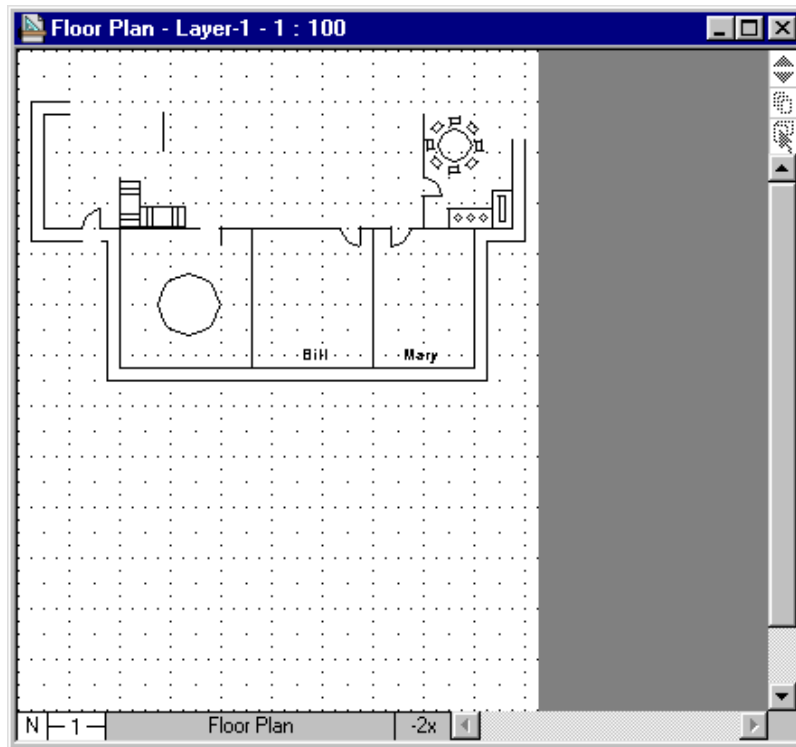 Floor Plan - Layer-1 - 1 : 100
Bill
Mary
N
1
Floor Plan
-2x